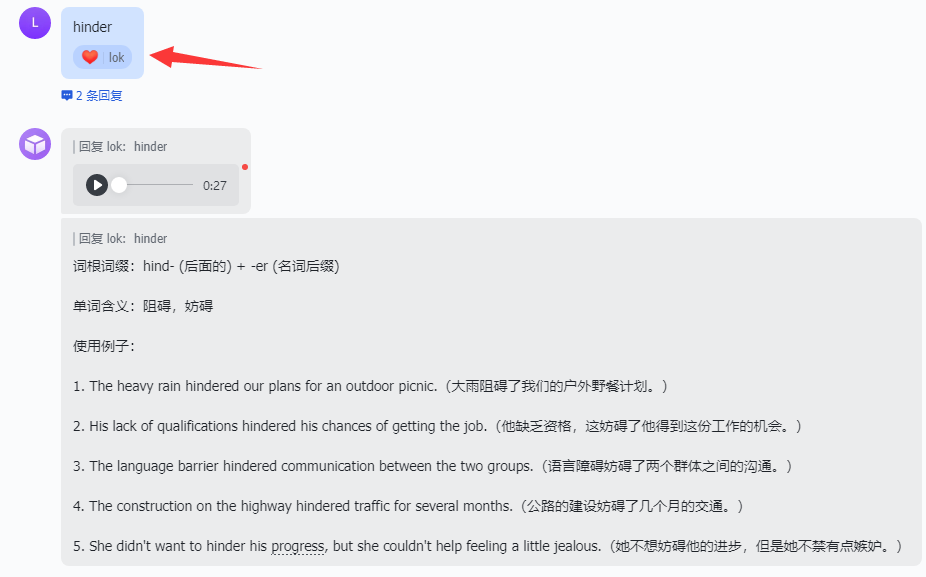 L
hinder
lok
2 条回复
回复 lok: hinder
0:27
回复 lok: hinder
词根词缀：hind- (后面的) + -er (名词后缀)
单词含义：阻碍，妨碍
使用例子：
1. The heavy rain hindered our plans for an outdoor picnic.（大雨阻碍了我们的户外野餐计划。）
2. His lack of qualifications hindered his chances of getting the job.（他缺乏资格，这妨碍了他得到这份工作的机会。）
3. The language barrier hindered communication between the two groups.（语言障碍妨碍了两个群体之间的沟通。）
4. The construction on the highway hindered traffic for several months.（公路的建设妨碍了几个月的交通。）
5. She didn't want to hinder his progress, but she couldn't help feeling a little jealous.（她不想妨碍他的进步，但是她不禁有点嫉妒。）